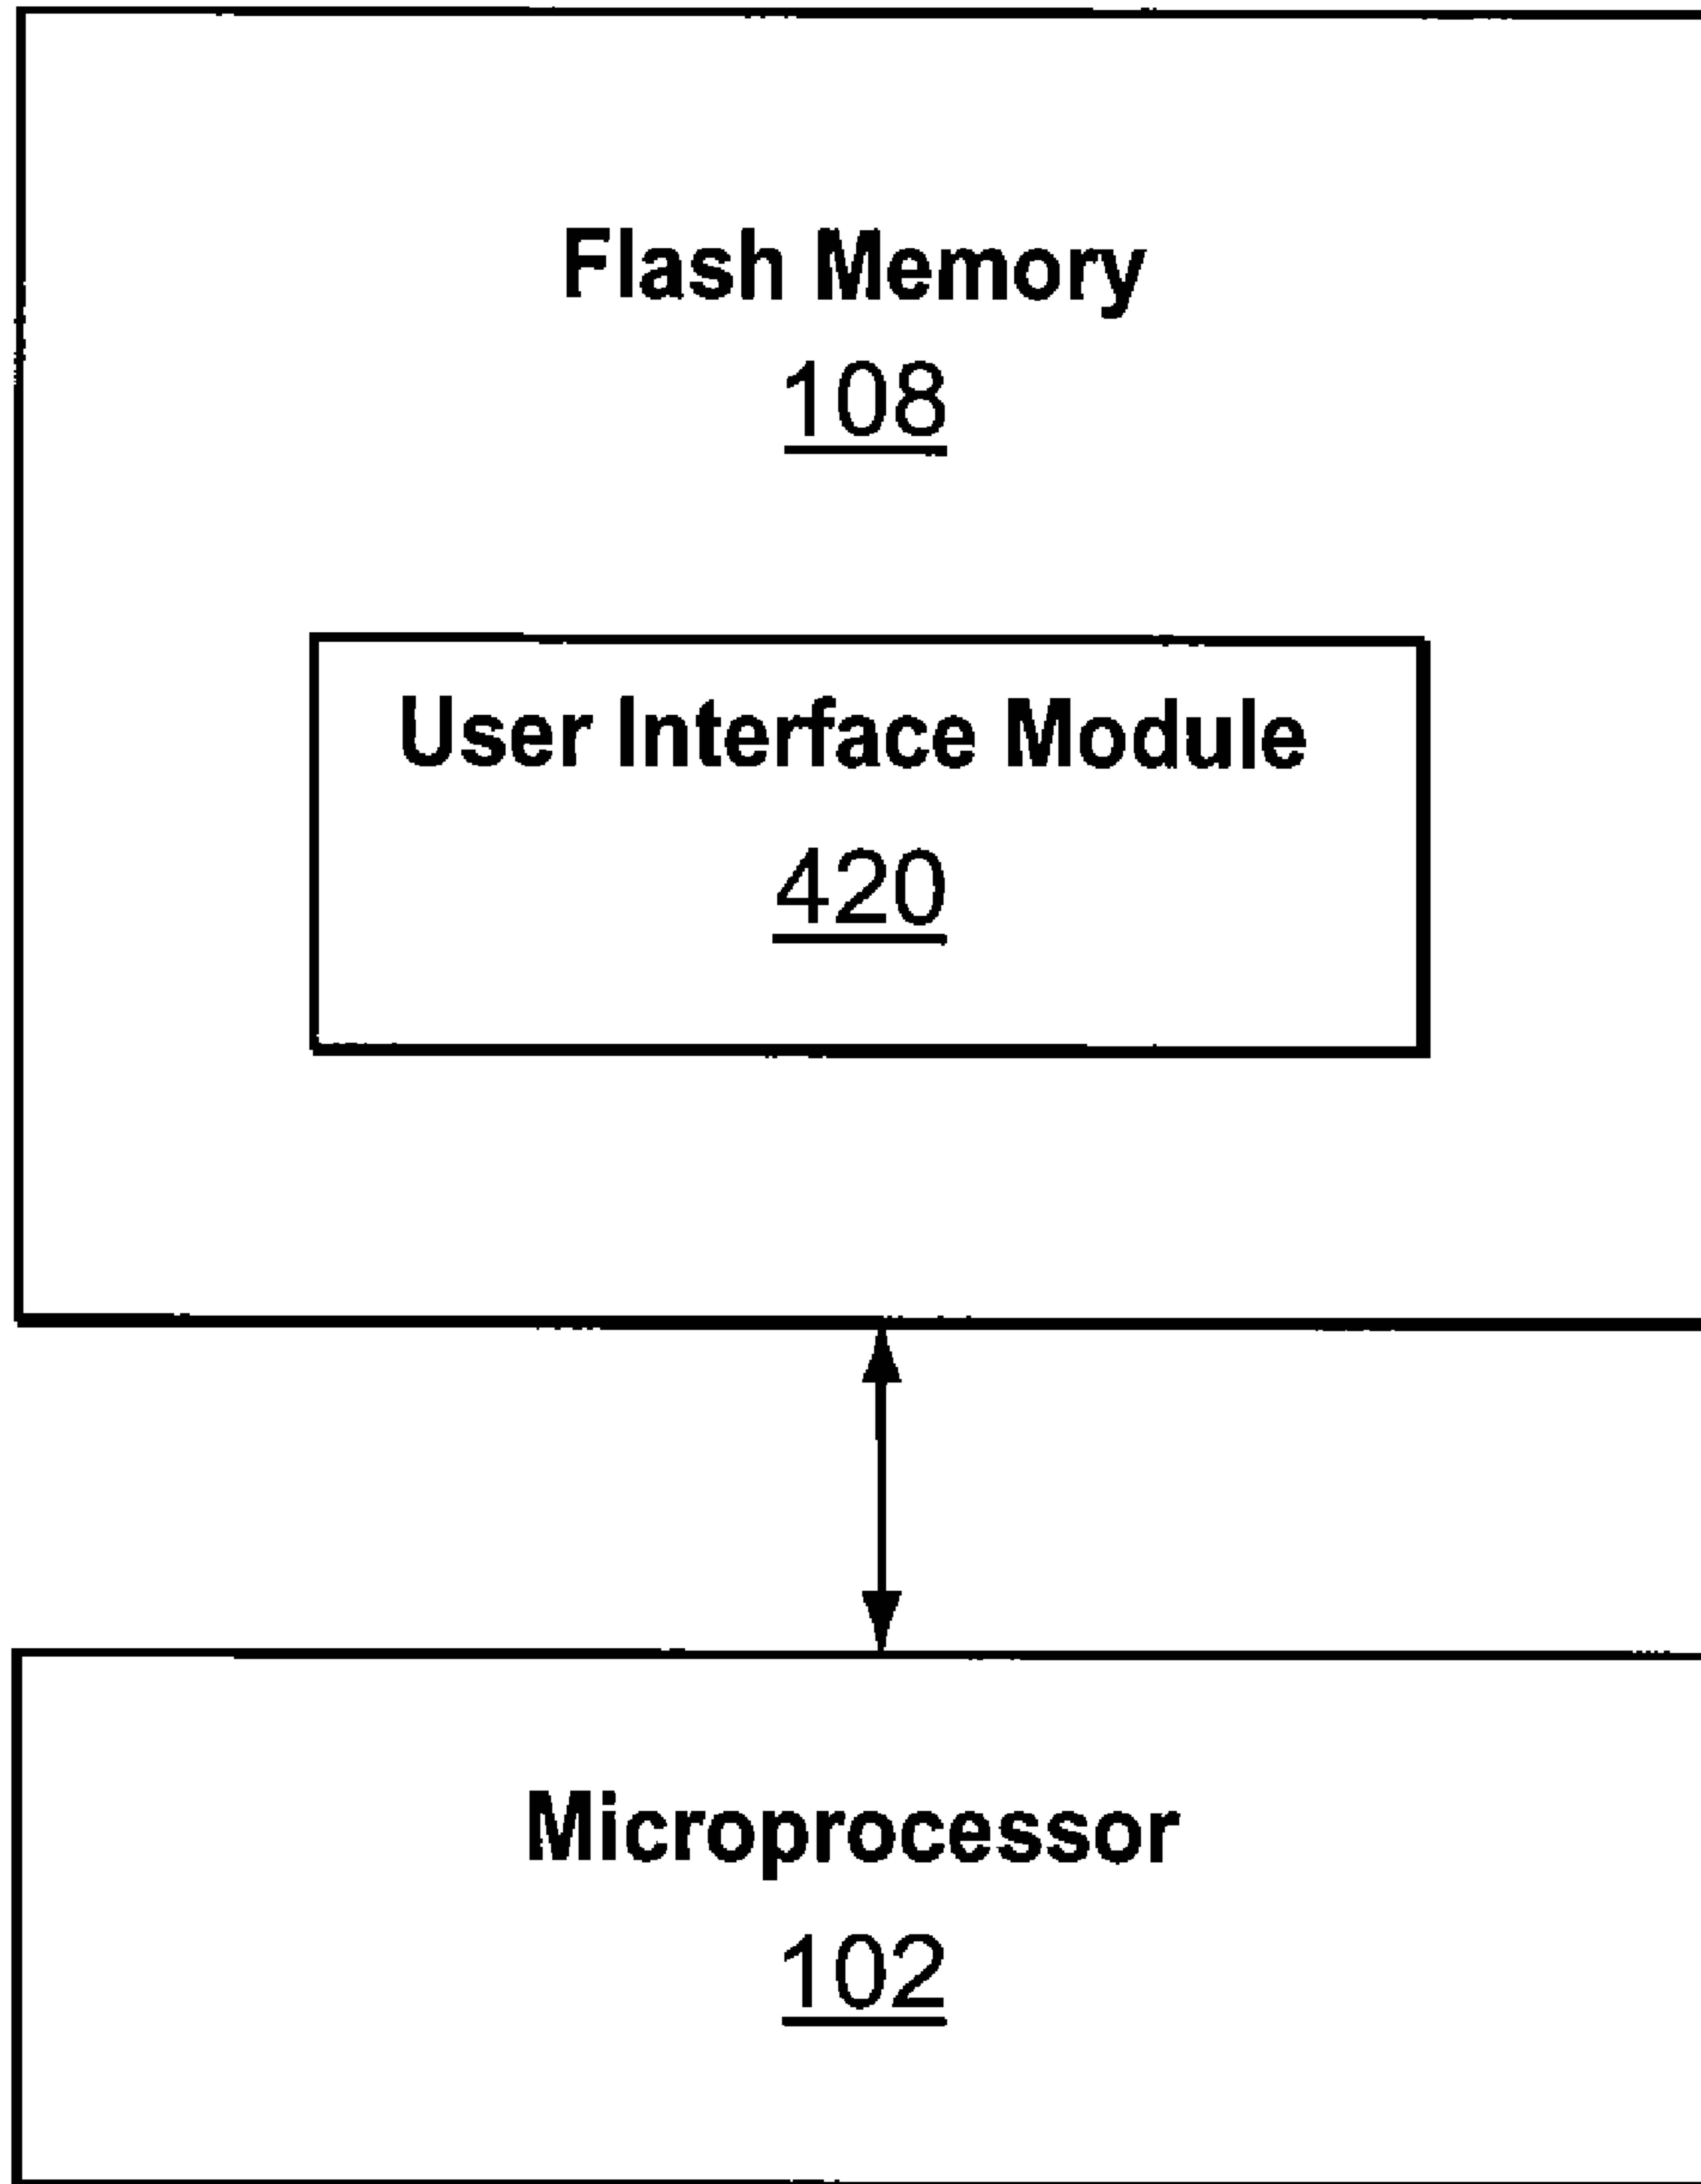 Flash Memory
108
User Interface Module
420
Microprocessor
102